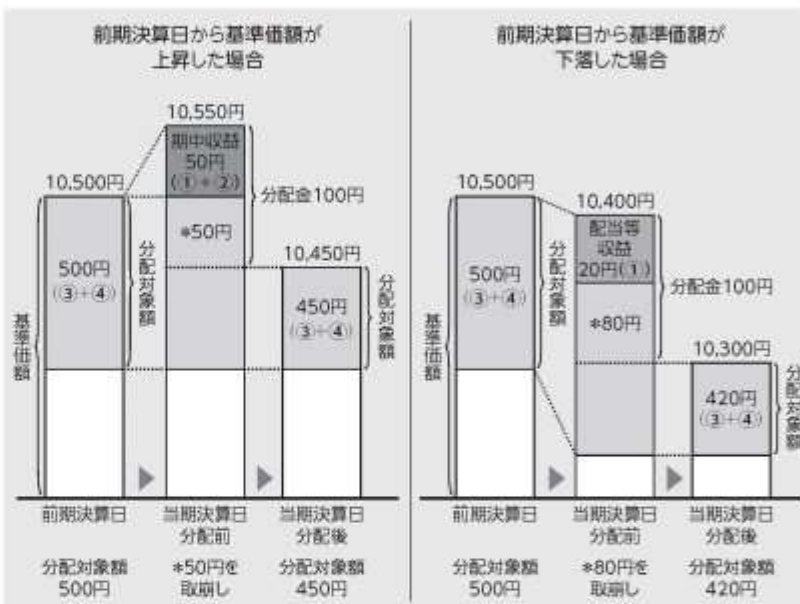 前期決算日から基準価額が
上昇した場合
10,550円
期中収益
50円
(①+②)
10,500円
分配金100円
*50円
500円
(③+④)
分配対象額
10,450円
450円
(③+④)
分配対象額
基準価額
前期決算日
当期決算日
分配前
当期決算日
分配後
分配対象額
500円
*50円を
取崩し
分配対象額
450円
前期決算日から基準価額が
下落した場合
10,500円
10,400円
配当等
収益
20円(①)
500円
(③+④)
分配対象額
分配金100円
*80円
10,300円
420円
(③+④)
分配対象額
基準価額
前期決算日
当期決算日
分配前
当期決算日
分配後
分配対象額
500円
*80円を
取崩し
分配対象額
420円